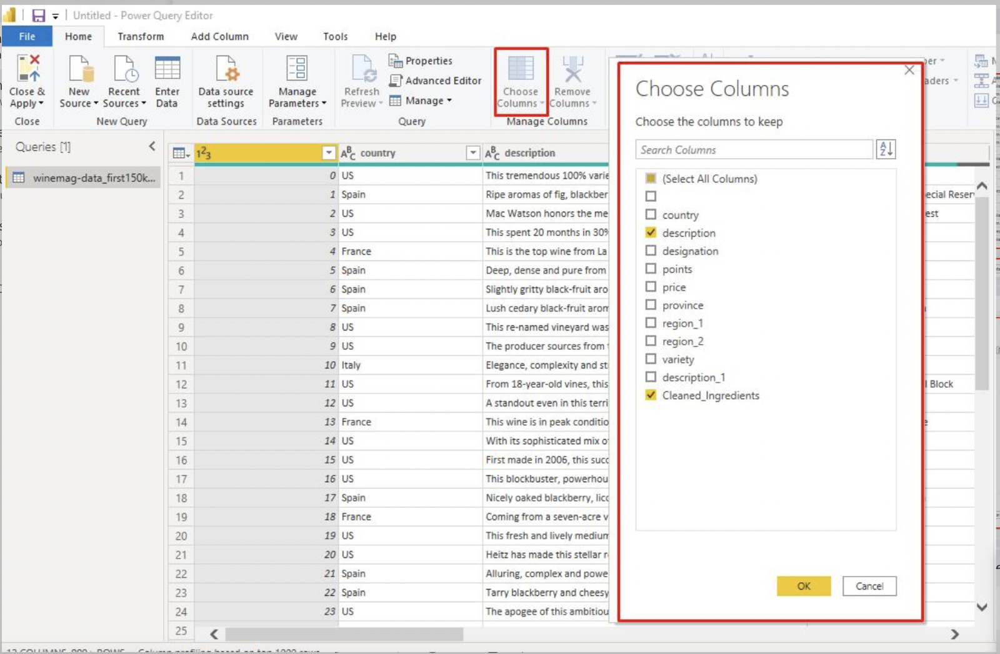 Untitled - Power Query Editor
File Home Transform Add Column View Tools Help
Close & Apply
New Source
Recent Sources
Enter Data
Data source settings
Manage Parameters
Refresh Preview
Properties
Advanced Editor
Manage
Choose Columns
Remove Columns
Close
New Query
Data Sources
Parameters
Query
Manage Columns
Queries [1]
winemag-data_first150k...
1²3 ABC country ABC description
1 0 US This tremendous 100% varie
2 1 Spain Ripe aromas of fig, blackber ecial Reser
3 2 US Mac Watson honors the me est
4 3 US This spent 20 months in 30%
5 4 France This is the top wine from La
6 5 Spain Deep, dense and pure from
7 6 Spain Slightly gritty black-fruit aro
8 7 Spain Lush cedary black-fruit arom
9 8 US This re-named vineyard was
10 9 US The producer sources from
11 10 Italy Elegance, complexity and st
12 11 US From 18-year-old vines, this l Block
13 12 US A standout even in this terri
14 13 France This wine is in peak conditio
15 14 US With its sophisticated mix o
16 15 US First made in 2006, this succ
17 16 US This blockbuster, powerhou
18 17 Spain Nicely oaked blackberry, lico
19 18 France Coming from a seven-acre v
20 19 US This fresh and lively medium
21 20 US Heitz has made this stellar r
22 21 Spain Alluring, complex and powe
23 22 Spain Tarry blackberry and cheesy
24 23 US The apogee of this ambitiou
25
Choose Columns
Choose the columns to keep
Search Columns
AZ
(Select All Columns)
country
description
designation
points
price
province
region_1
region_2
variety
description_1
Cleaned_Ingredients
OK Cancel